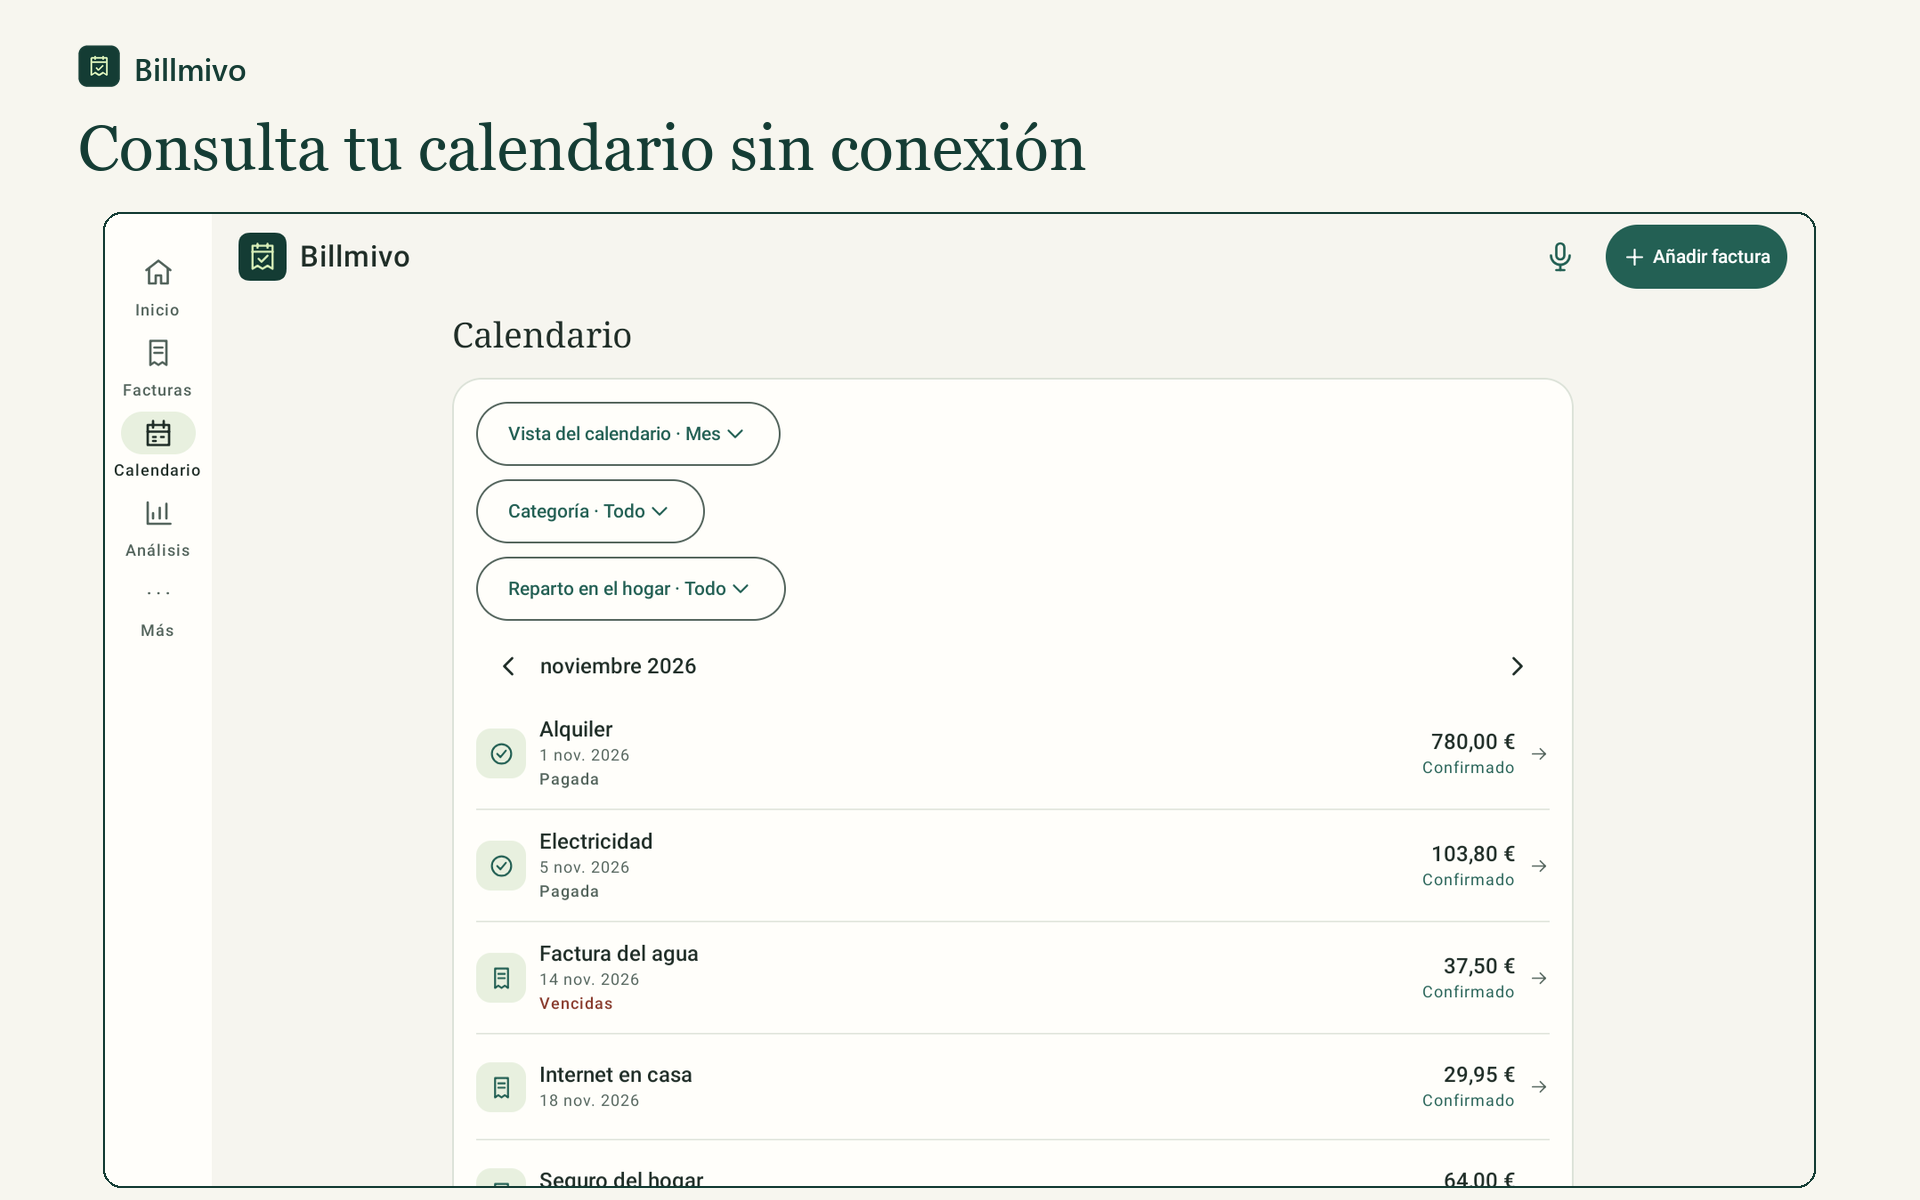 Billmivo
Consulta tu calendario sin conexión
Billmivo
Añadir factura
Inicio
Facturas
Calendario
Análisis
Más
Calendario
Vista del calendario · Mes
Categoría · Todo
Reparto en el hogar · Todo
noviembre 2026
Alquiler
1 nov. 2026
Pagada
780,00 €
Confirmado
Electricidad
5 nov. 2026
Pagada
103,80 €
Confirmado
Factura del agua
14 nov. 2026
Vencidas
37,50 €
Confirmado
Internet en casa
18 nov. 2026
29,95 €
Confirmado
Seguro del hogar
64,00 €